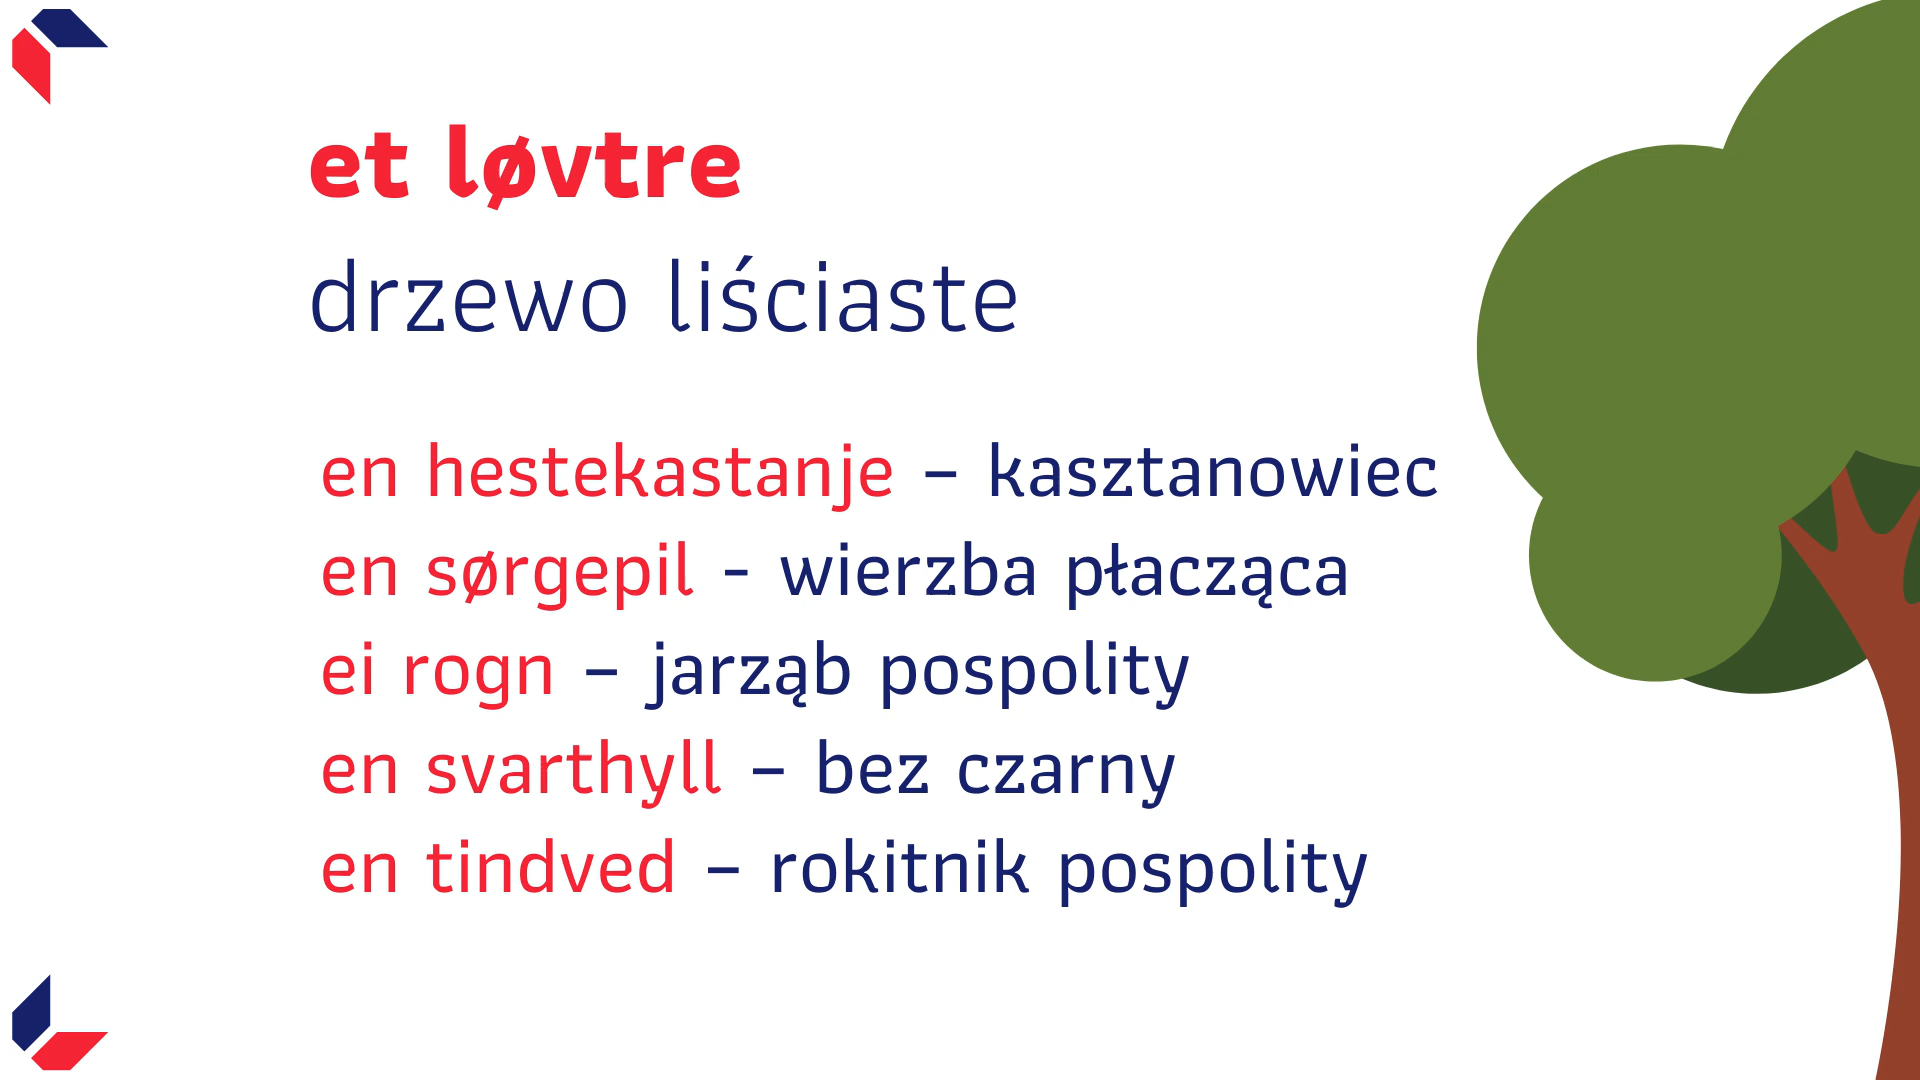 et løvtre
drzewo liściaste
en hestekastanje – kasztanowiec
en sørgepil - wierzba płacząca
ei rogn – jarząb pospolity
en svarthyll – bez czarny
en tindved – rokitnik pospolity